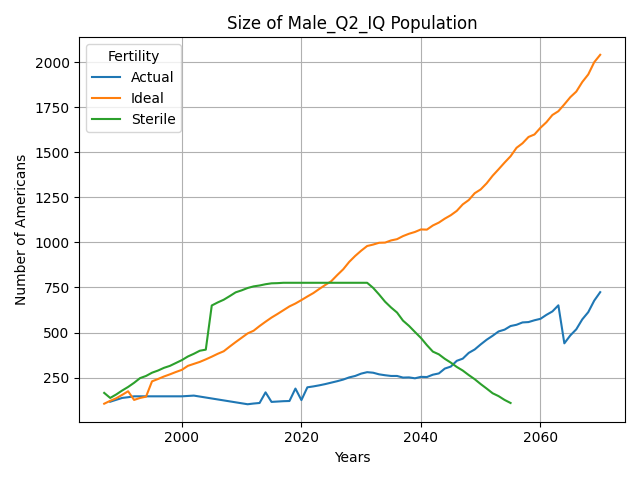 Size of Male_Q2_IQ Population
Fertility
Actual
Ideal
Sterile
Number of Americans
2000
1750
1500
1250
1000
750
500
250
2000 2020 2040 2060
Years